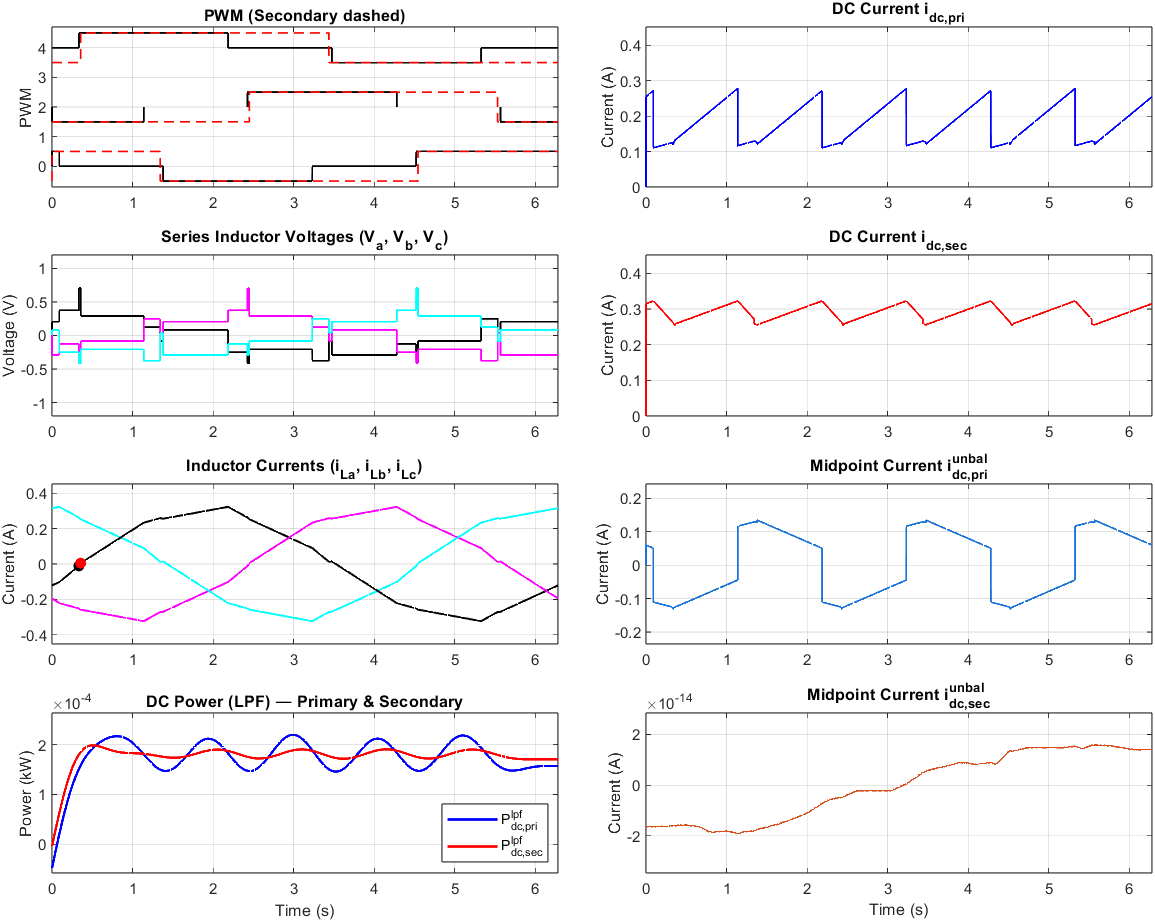 PWM (Secondary dashed)
PWM
4
3
2
1
0
0 1 2 3 4 5 6
DC Current i_dc,pri
Current (A)
0.4
0.3
0.2
0.1
0
0 1 2 3 4 5 6
Series Inductor Voltages (V_a, V_b, V_c)
Voltage (V)
1
0.5
0
-0.5
-1
0 1 2 3 4 5 6
DC Current i_dc,sec
Current (A)
0.4
0.3
0.2
0.1
0
0 1 2 3 4 5 6
Inductor Currents (i_La, i_Lb, i_Lc)
Current (A)
0.4
0.2
0
-0.2
-0.4
0 1 2 3 4 5 6
Midpoint Current i_dc,pri^unbal
Current (A)
0.2
0.1
0
-0.1
-0.2
0 1 2 3 4 5 6
DC Power (LPF) — Primary & Secondary
×10^-4
Power (kW)
2
1
0
P_dc,pri^lpf
P_dc,sec^lpf
0 1 2 3 4 5 6
Time (s)
Midpoint Current i_dc,sec^unbal
×10^-14
Current (A)
2
0
-2
0 1 2 3 4 5 6
Time (s)